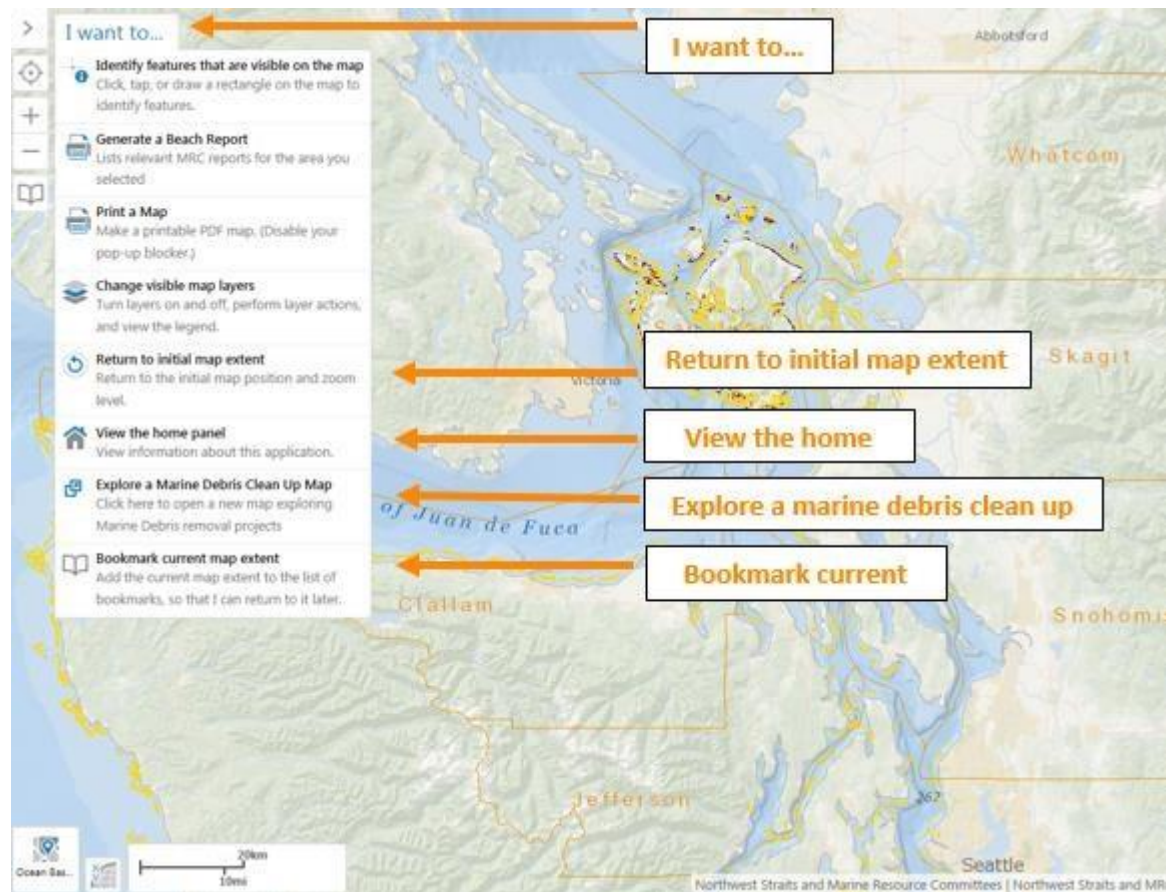 I want to...
Identify features that are visible on the map
Click, tap, or draw a rectangle on the map to
identify features.
Generate a Beach Report
Lists relevant MRC reports for the area you
selected
Print a Map
Make a printable PDF map. (Disable your
pop-up blocker.)
Change visible map layers
Turn layers on and off, perform layer actions,
and view the legend.
Return to initial map extent
Return to the initial map position and zoom
level.
View the home panel
View information about this application.
Explore a Marine Debris Clean Up Map
Click here to open a new map exploring
Marine Debris removal projects
Bookmark current map extent
Add the current map extent to the list of
bookmarks, so that I can return to it later.
I want to...
Return to initial map extent
View the home
Explore a marine debris clean up
Bookmark current
Abbotsford
Whatcom
Skagit
Victoria
of Juan de Fuca
Clallam
Snohomi
Jefferson
262
Seattle
Ocean Bas...
20km
10mi
Northwest Straits and Marine Resource Committees | Northwest Straits and MR